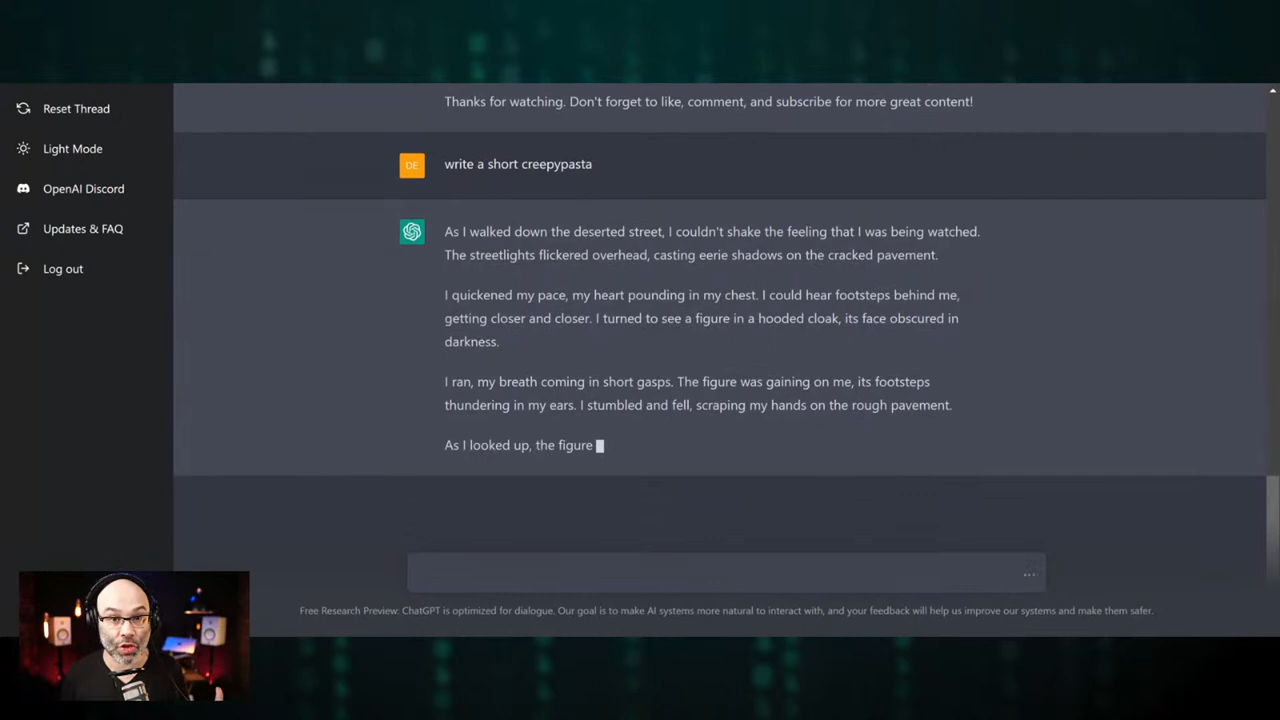 Reset Thread
Light Mode
OpenAI Discord
Updates & FAQ
Log out
Thanks for watching. Don't forget to like, comment, and subscribe for more great content!
DE
write a short creepypasta
As I walked down the deserted street, I couldn't shake the feeling that I was being watched.
The streetlights flickered overhead, casting eerie shadows on the cracked pavement.
I quickened my pace, my heart pounding in my chest. I could hear footsteps behind me,
getting closer and closer. I turned to see a figure in a hooded cloak, its face obscured in
darkness.
I ran, my breath coming in short gasps. The figure was gaining on me, its footsteps
thundering in my ears. I stumbled and fell, scraping my hands on the rough pavement.
As I looked up, the figure
...
Free Research Preview: ChatGPT is optimized for dialogue. Our goal is to make AI systems more natural to interact with, and your feedback will help us improve our systems and make them safer.